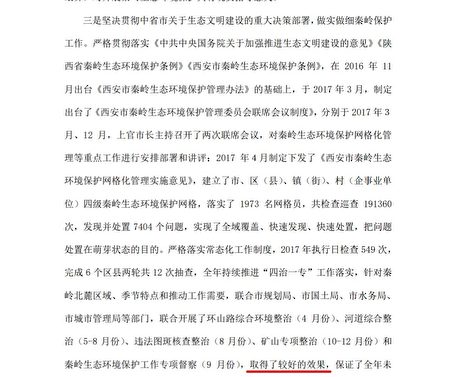 三是坚决贯彻中省市关于生态文明建设的重大决策部署，做实做细秦岭保护
工作。严格贯彻落实《中共中央国务院关于加强推进生态文明建设的意见》《陕
西省秦岭生态环境保护条例》《西安市秦岭生态环境保护条例》，在 2016 年 11
月出台《西安市秦岭生态环境保护管理办法》的基础上，于 2017 年 3 月，制定
出台了《西安市秦岭生态环境保护管理委员会联席会议制度》，分别于 2017 年 3
月、12 月，上官市长主持召开了两次联席会议，对秦岭生态环境保护网格化管
理等重点工作进行安排部署和讲评；2017 年 4 月制定下发了《西安市秦岭生态环
境保护网格化管理实施意见》，建立了市、区（县）、镇（街）、村（企事业单
位）四级秦岭生态环境保护网格，落实了 1973 名网格员，共检查巡查 191360
次，发现并处置 7404 个问题，实现了全域覆盖、快速发现、快速处置，把问题
处置在萌芽状态的目的。严格落实常态化工作制度，2017 年执行日检查 549 次，
完成 6 个区县两轮共 12 次抽查，全年持续推进“四治一专”工作落实，针对秦
岭北麓区域、季节特点和推动工作需要，联合市规划局、市国土局、市水务局、
市城市管理局等部门，联合开展了环山路综合环境整治（4 月份）、河道综合整治
（5-8 月份）、违法图斑核查整治（8 月份）、矿山专项整治（10-12 月份）和
秦岭生态环境保护工作专项督察（9 月份），取得了较好的效果，保证了全年未